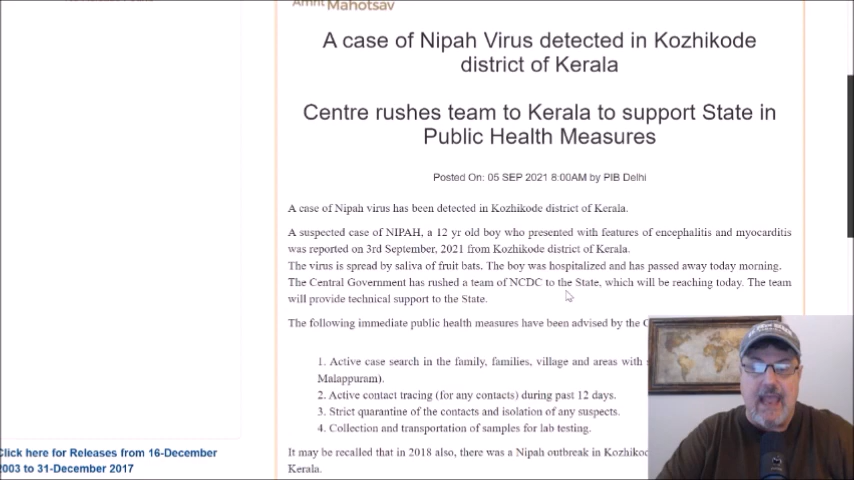 Amrit Mahotsav
A case of Nipah Virus detected in Kozhikode
district of Kerala
Centre rushes team to Kerala to support State in
Public Health Measures
Posted On: 05 SEP 2021 8:00AM by PIB Delhi
A case of Nipah virus has been detected in Kozhikode district of Kerala.
A suspected case of NIPAH, a 12 yr old boy who presented with features of encephalitis and myocarditis
was reported on 3rd September, 2021 from Kozhikode district of Kerala.
The virus is spread by saliva of fruit bats. The boy was hospitalized and has passed away today morning.
The Central Government has rushed a team of NCDC to the State, which will be reaching today. The team
will provide technical support to the State.
The following immediate public health measures have been advised by the
1. Active case search in the family, families, village and areas with
Malappuram).
2. Active contact tracing (for any contacts) during past 12 days.
3. Strict quarantine of the contacts and isolation of any suspects.
4. Collection and transportation of samples for lab testing.
It may be recalled that in 2018 also, there was a Nipah outbreak in
Kerala.
Click here for Releases from 16-December
2003 to 31-December 2017